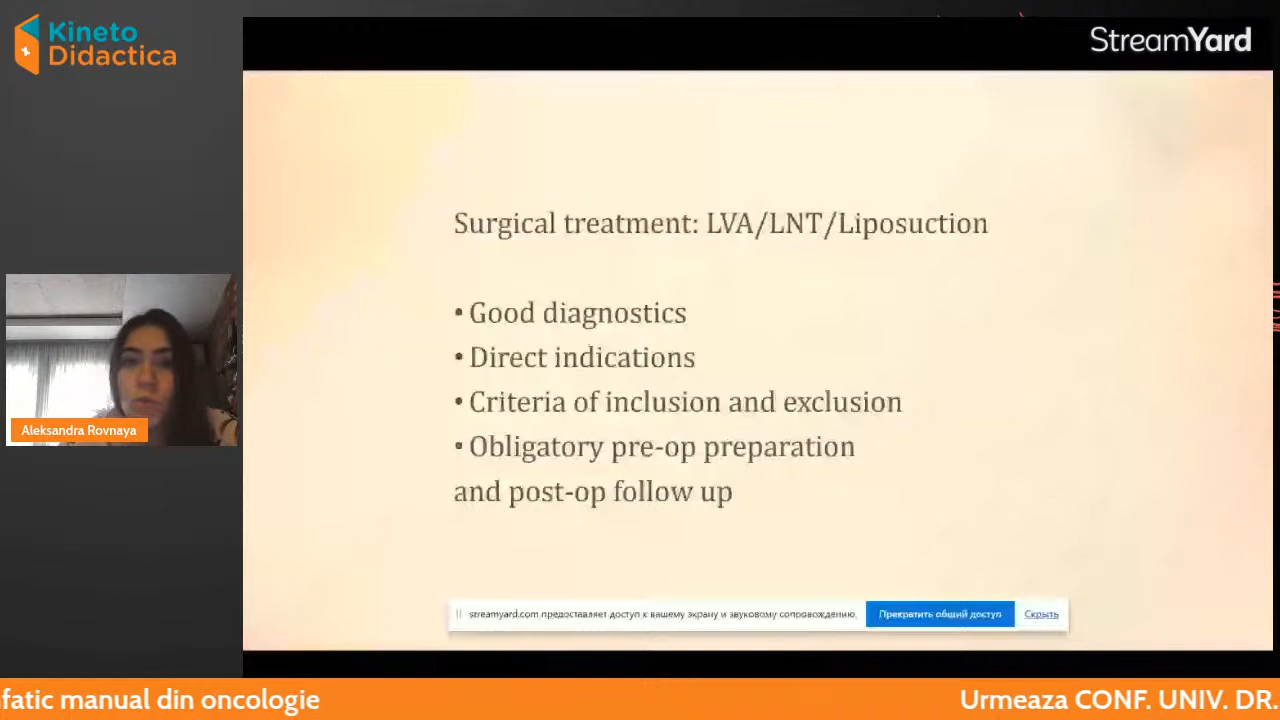 Kineto
Didactica
StreamYard
Surgical treatment: LVA/LNT/Liposuction
• Good diagnostics
• Direct indications
• Criteria of inclusion and exclusion
• Obligatory pre-op preparation
and post-op follow up
Aleksandra Rovnaya
streamyard.com предоставляет доступ к вашему экрану и звуковому сопровождению.
Прекратить общий доступ
Скрыть
nfatic manual din oncologie
Urmeaza CONF. UNIV. DR.